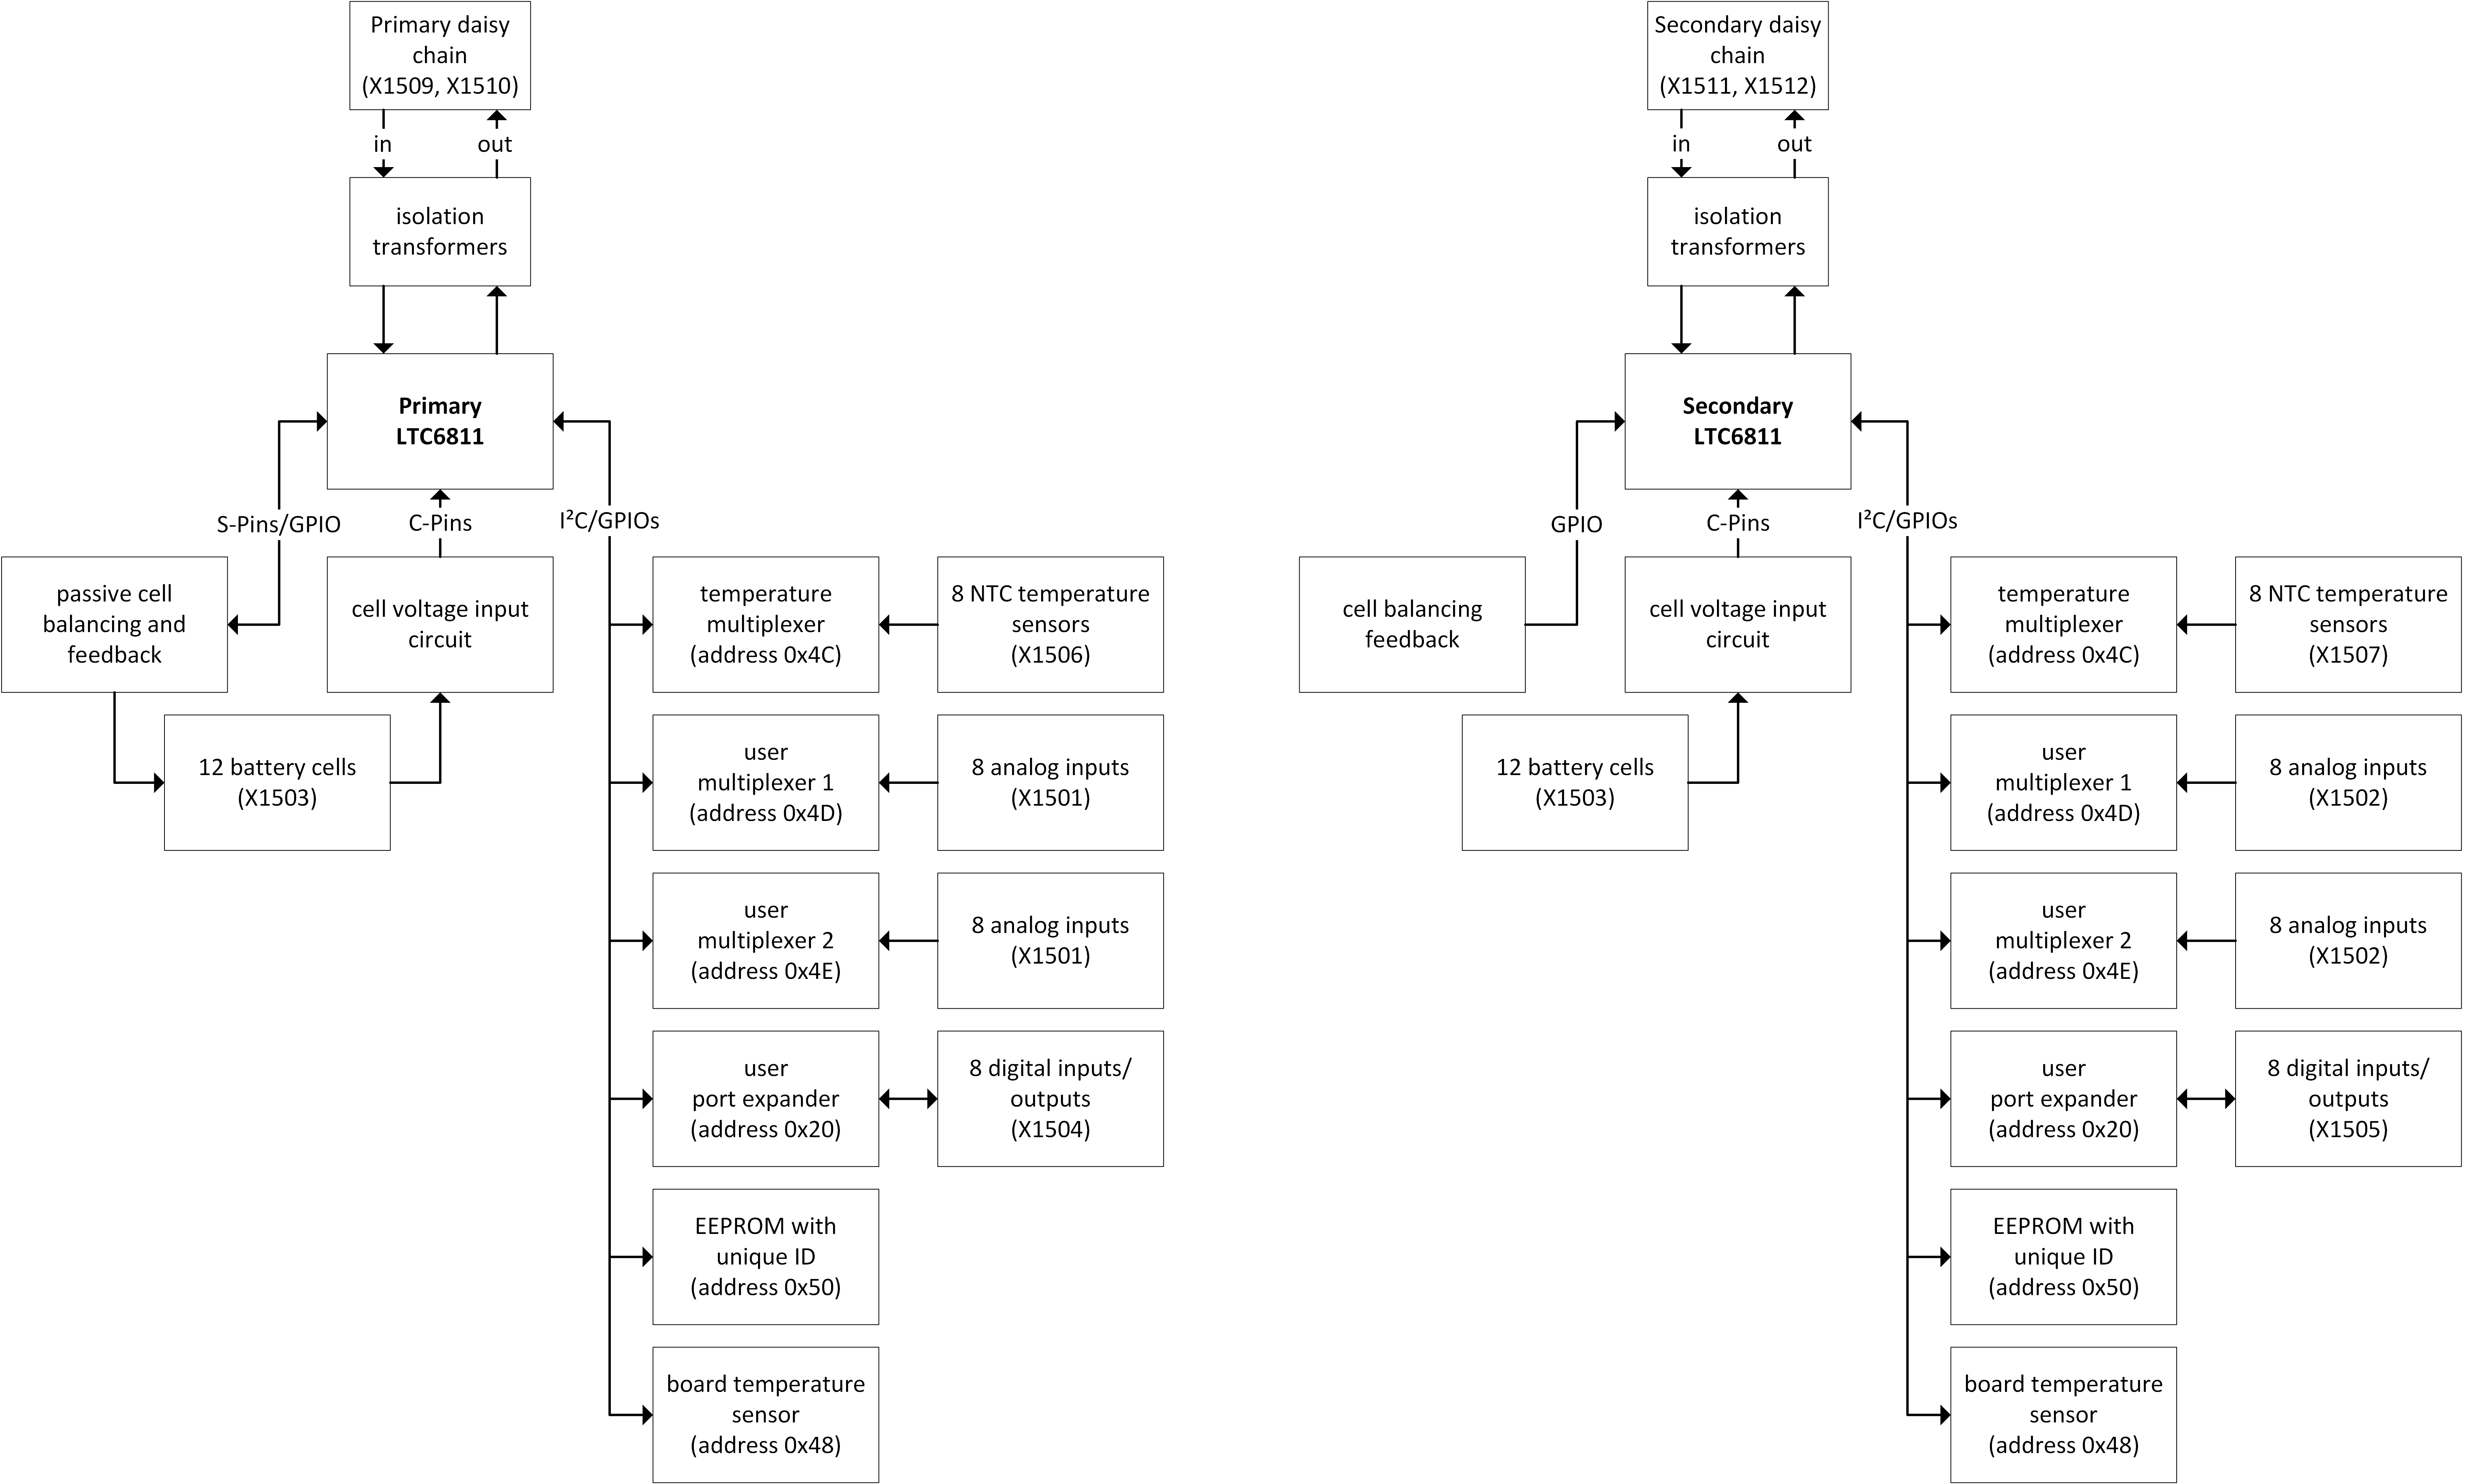 Primary daisy
chain
(X1509, X1510)
in
out
isolation
transformers
Primary
LTC6811
S-Pins/GPIO
C-Pins
I²C/GPIOs
passive cell
balancing and
feedback
cell voltage input
circuit
12 battery cells
(X1503)
temperature
multiplexer
(address 0x4C)
8 NTC temperature
sensors
(X1506)
user
multiplexer 1
(address 0x4D)
8 analog inputs
(X1501)
user
multiplexer 2
(address 0x4E)
8 analog inputs
(X1501)
user
port expander
(address 0x20)
8 digital inputs/
outputs
(X1504)
EEPROM with
unique ID
(address 0x50)
board temperature
sensor
(address 0x48)
Secondary daisy
chain
(X1511, X1512)
in
out
isolation
transformers
Secondary
LTC6811
GPIO
C-Pins
I²C/GPIOs
cell balancing
feedback
cell voltage input
circuit
12 battery cells
(X1503)
temperature
multiplexer
(address 0x4C)
8 NTC temperature
sensors
(X1507)
user
multiplexer 1
(address 0x4D)
8 analog inputs
(X1502)
user
multiplexer 2
(address 0x4E)
8 analog inputs
(X1502)
user
port expander
(address 0x20)
8 digital inputs/
outputs
(X1505)
EEPROM with
unique ID
(address 0x50)
board temperature
sensor
(address 0x48)